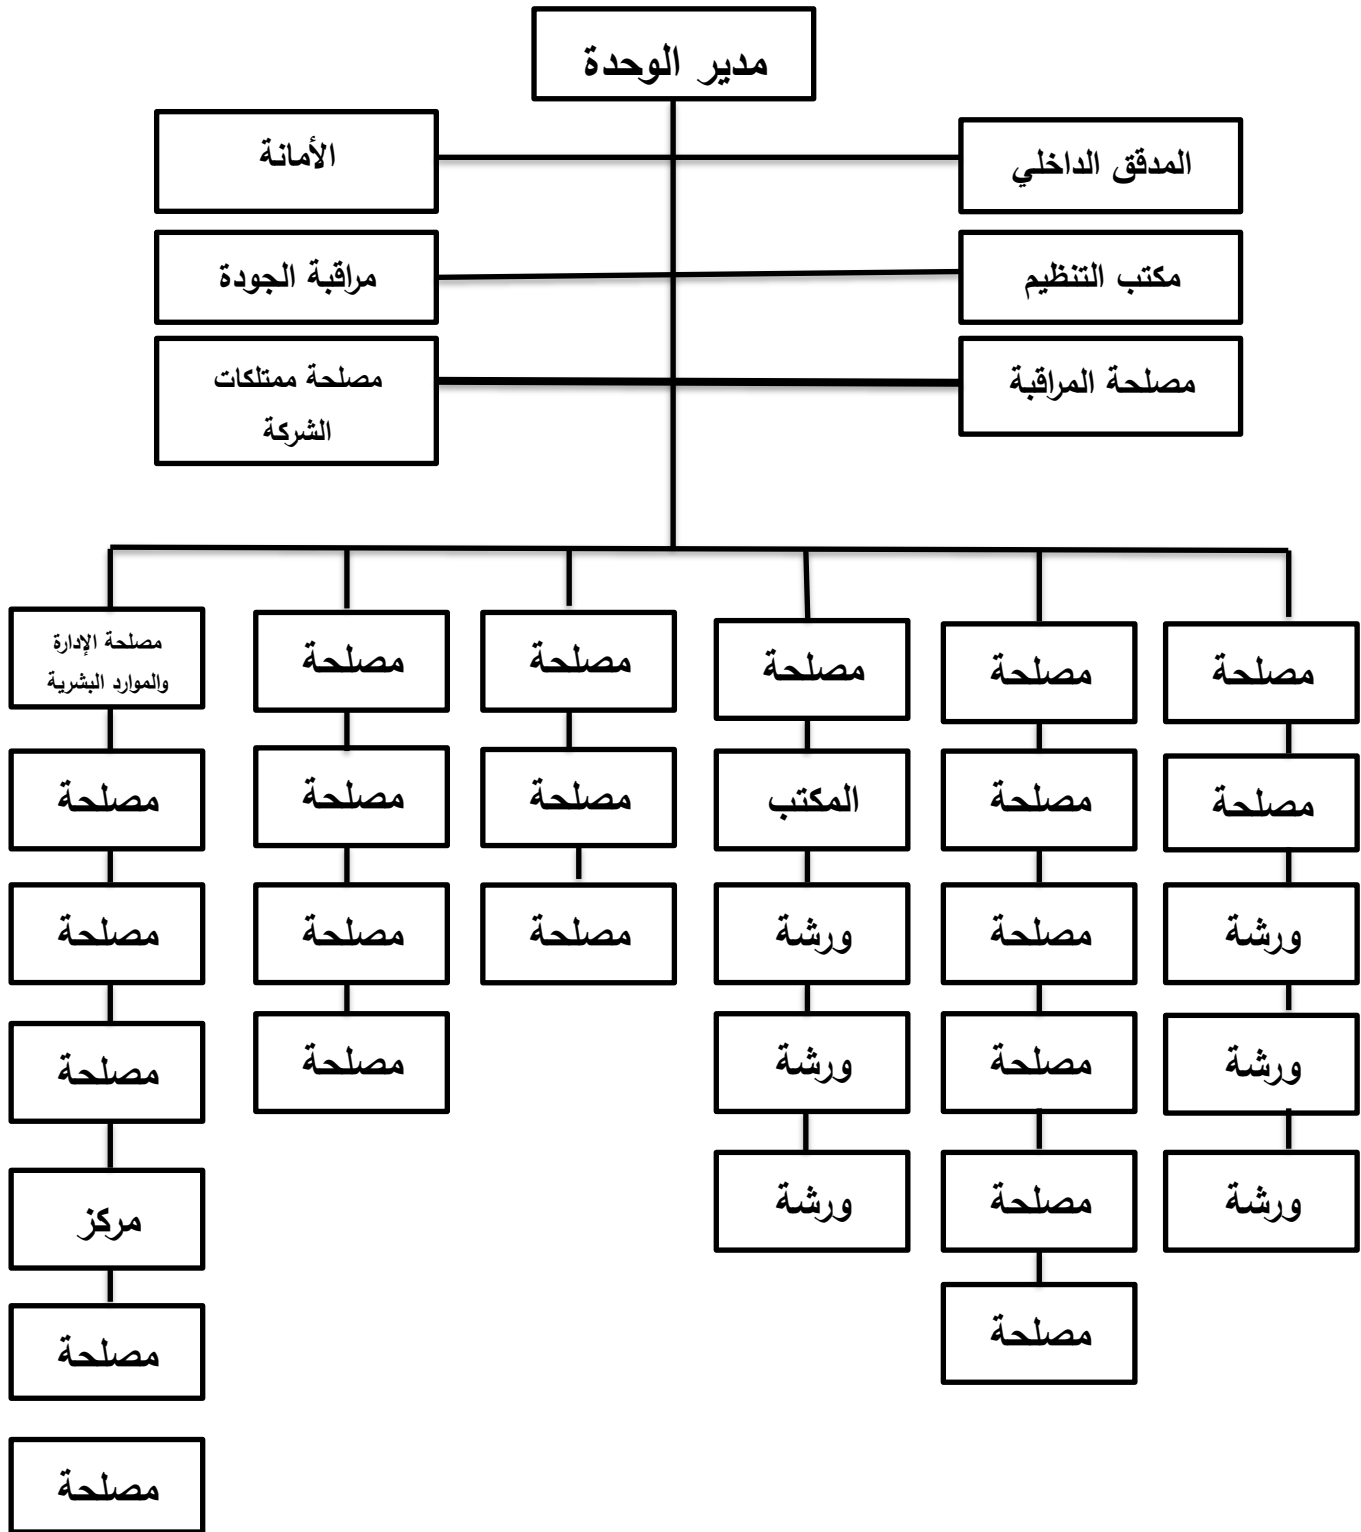 مدير الوحدة
المدقق الداخلي
الأمانة
مكتب التنظيم
مراقبة الجودة
مصلحة المراقبة
مصلحة ممتلكات
الشركة
مصلحة
مصلحة
ورشة
ورشة
ورشة
مصلحة
مصلحة
مصلحة
مصلحة
مصلحة
مصلحة
مصلحة
المكتب
ورشة
ورشة
ورشة
مصلحة
مصلحة
مصلحة
مصلحة
مصلحة
مصلحة
مصلحة
مصلحة الإدارة
والموارد البشرية
مصلحة
مصلحة
مصلحة
مركز
مصلحة
مصلحة